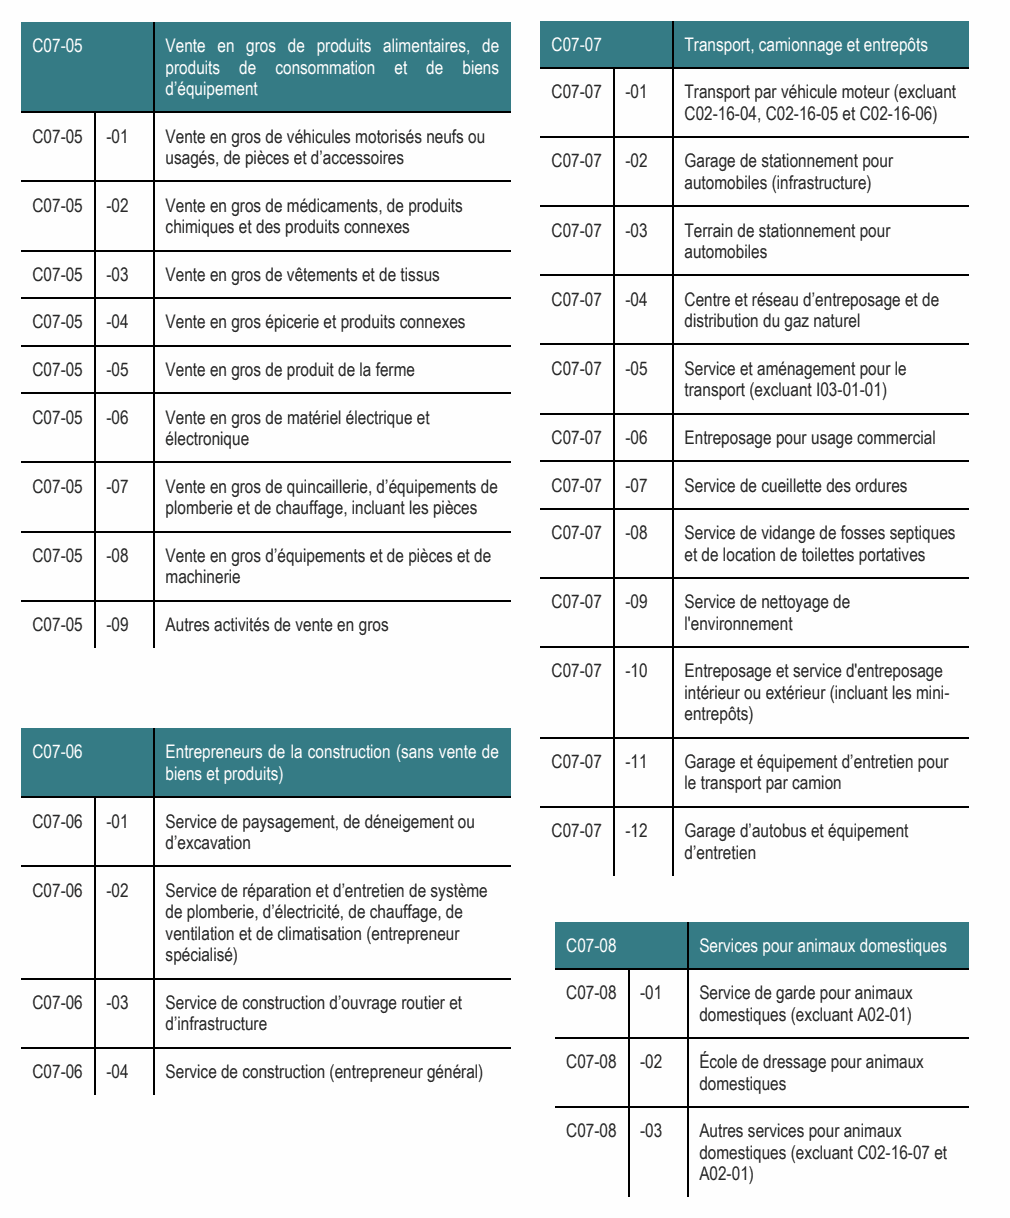 C07-05 Vente en gros de produits alimentaires, de
produits de consommation et de biens
d’équipement
C07-05 -01 Vente en gros de véhicules motorisés neufs ou
usagés, de pièces et d’accessoires
C07-05 -02 Vente en gros de médicaments, de produits
chimiques et des produits connexes
C07-05 -03 Vente en gros de vêtements et de tissus
C07-05 -04 Vente en gros épicerie et produits connexes
C07-05 -05 Vente en gros de produit de la ferme
C07-05 -06 Vente en gros de matériel électrique et
électronique
C07-05 -07 Vente en gros de quincaillerie, d’équipements de
plomberie et de chauffage, incluant les pièces
C07-05 -08 Vente en gros d’équipements et de pièces et de
machinerie
C07-05 -09 Autres activités de vente en gros
C07-06 Entrepreneurs de la construction (sans vente de
biens et produits)
C07-06 -01 Service de paysagement, de déneigement ou
d’excavation
C07-06 -02 Service de réparation et d’entretien de système
de plomberie, d’électricité, de chauffage, de
ventilation et de climatisation (entrepreneur
spécialisé)
C07-06 -03 Service de construction d’ouvrage routier et
d’infrastructure
C07-06 -04 Service de construction (entrepreneur général)
C07-07 Transport, camionnage et entrepôts
C07-07 -01 Transport par véhicule moteur (excluant
C02-16-04, C02-16-05 et C02-16-06)
C07-07 -02 Garage de stationnement pour
automobiles (infrastructure)
C07-07 -03 Terrain de stationnement pour
automobiles
C07-07 -04 Centre et réseau d’entreposage et de
distribution du gaz naturel
C07-07 -05 Service et aménagement pour le
transport (excluant I03-01-01)
C07-07 -06 Entreposage pour usage commercial
C07-07 -07 Service de cueillette des ordures
C07-07 -08 Service de vidange de fosses septiques
et de location de toilettes portatives
C07-07 -09 Service de nettoyage de
l'environnement
C07-07 -10 Entreposage et service d'entreposage
intérieur ou extérieur (incluant les mini-
entrepôts)
C07-07 -11 Garage et équipement d’entretien pour
le transport par camion
C07-07 -12 Garage d’autobus et équipement
d’entretien
C07-08 Services pour animaux domestiques
C07-08 -01 Service de garde pour animaux
domestiques (excluant A02-01)
C07-08 -02 École de dressage pour animaux
domestiques
C07-08 -03 Autres services pour animaux
domestiques (excluant C02-16-07 et
A02-01)